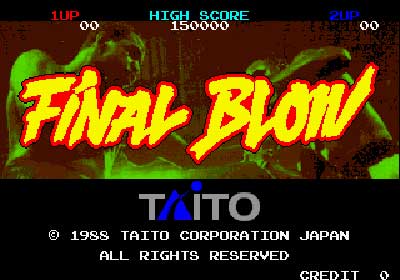 1UP HIGH SCORE 2UP
00 150000 00
FINAL BLOW
TAITO
© 1988 TAITO CORPORATION JAPAN
ALL RIGHTS RESERVED
CREDIT 0